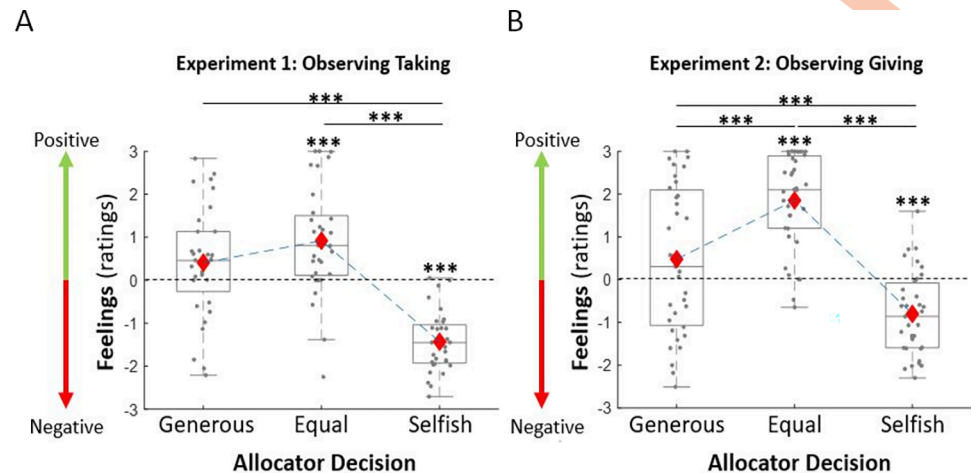 A
Experiment 1: Observing Taking
***
***
***
***
Positive
Negative
Feelings (ratings)
3
2
1
0
-1
-2
-3
Generous
Equal
Selfish
Allocator Decision
B
Experiment 2: Observing Giving
***
***
***
***
***
Positive
Negative
Feelings (ratings)
3
2
1
0
-1
-2
-3
Generous
Equal
Selfish
Allocator Decision